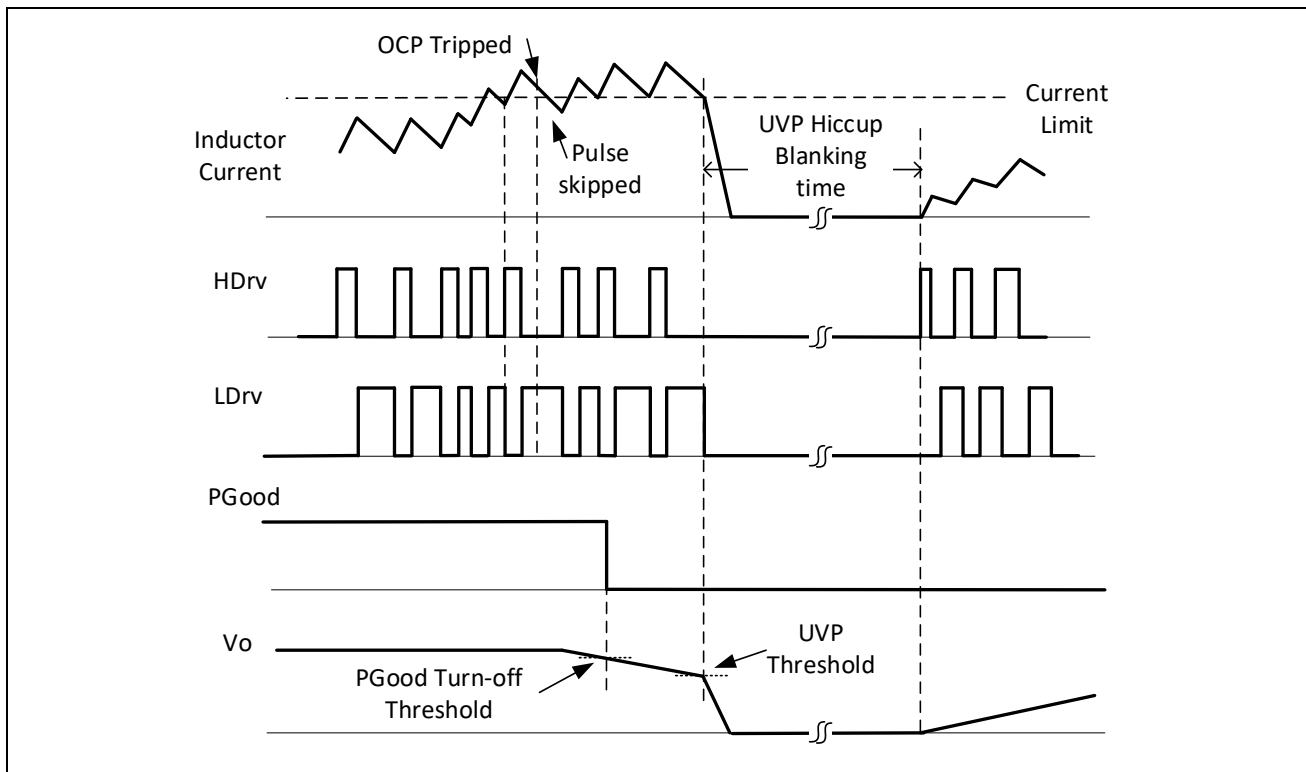 OCP Tripped
Inductor
Current
Pulse
skipped
UVP Hiccup
Blanking
time
Current
Limit
HDrv
LDrv
PGood
Vo
PGood Turn-off
Threshold
UVP
Threshold